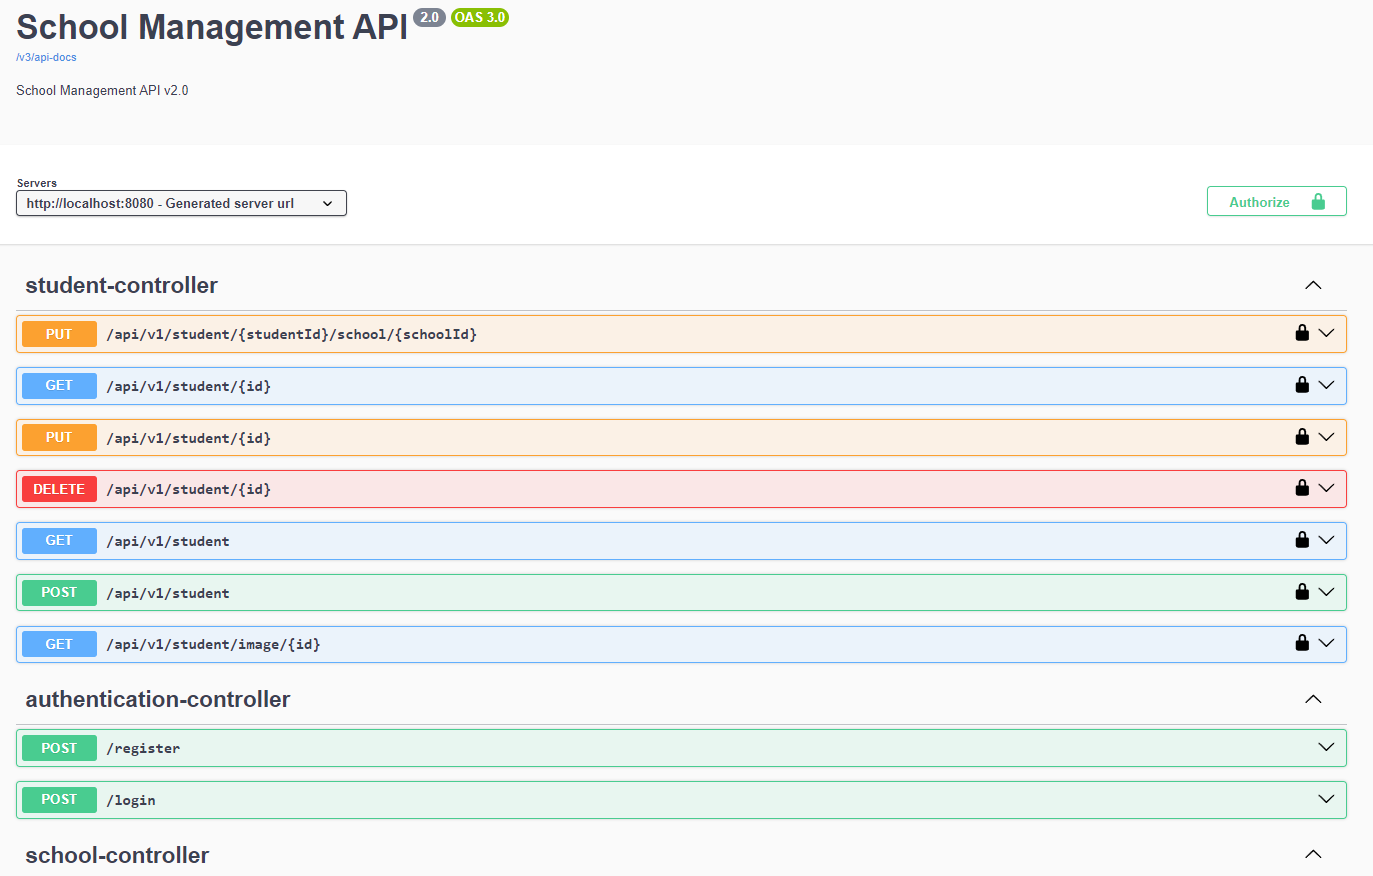 School Management API 2.0 OAS 3.0
/v3/api-docs
School Management API v2.0
Servers
http://localhost:8080 - Generated server url
Authorize
student-controller
PUT /api/v1/student/{studentId}/school/{schoolId}
GET /api/v1/student/{id}
PUT /api/v1/student/{id}
DELETE /api/v1/student/{id}
GET /api/v1/student
POST /api/v1/student
GET /api/v1/student/image/{id}
authentication-controller
POST /register
POST /login
school-controller